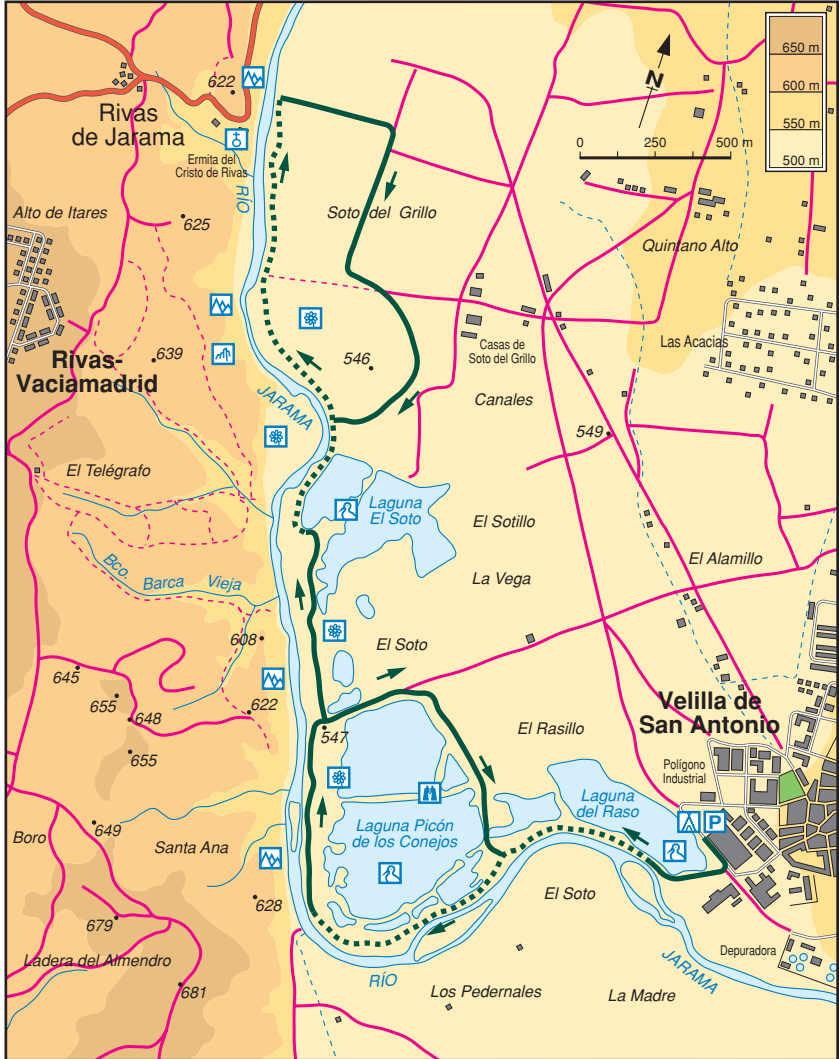 650 m
600 m
550 m
500 m
N
0 250 500 m
622
Rivas
de Jarama
Ermita del
Cristo de Rivas
RÍO
Alto de Itares
625
Soto del Grillo
Quintano Alto
Rivas-
Vaciamadrid
639
546
Casas de
Soto del Grillo
Las Acacias
JARAMA
Canales
549
El Telégrafo
Laguna
El Soto
El Sotillo
El Alamillo
Bco. Barca Vieja
La Vega
608
El Soto
645
655
648
622
655
547
El Rasillo
Velilla de
San Antonio
Polígono
Industrial
Laguna
del Raso
P
649
Boro
Santa Ana
Laguna Picón
de los Conejos
628
El Soto
679
Ladera del Almendro
681
RÍO
Los Pedernales
La Madre
JARAMA
Depuradora